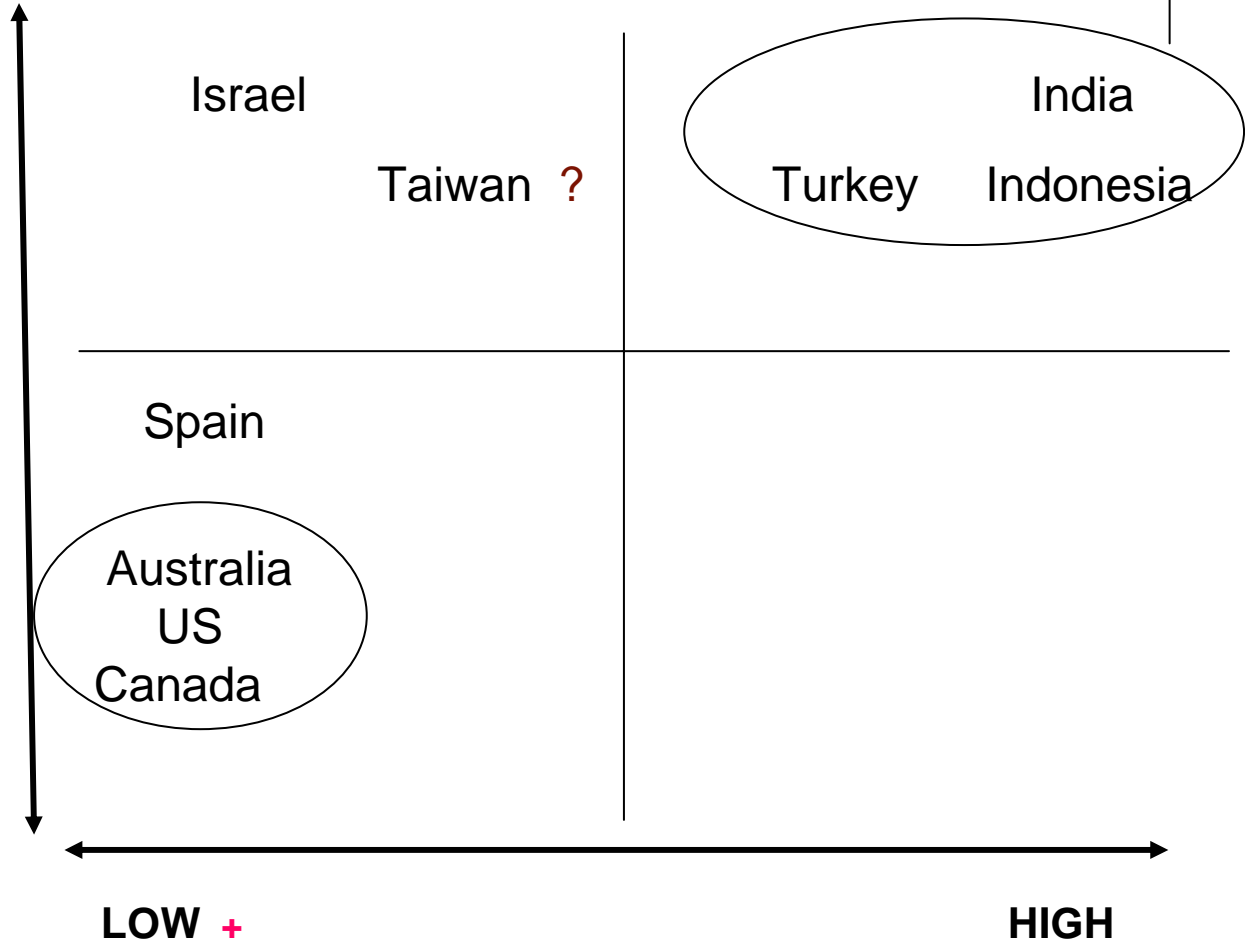 Israel India
Taiwan ? Turkey Indonesia
Spain
Australia
US
Canada
LOW + HIGH